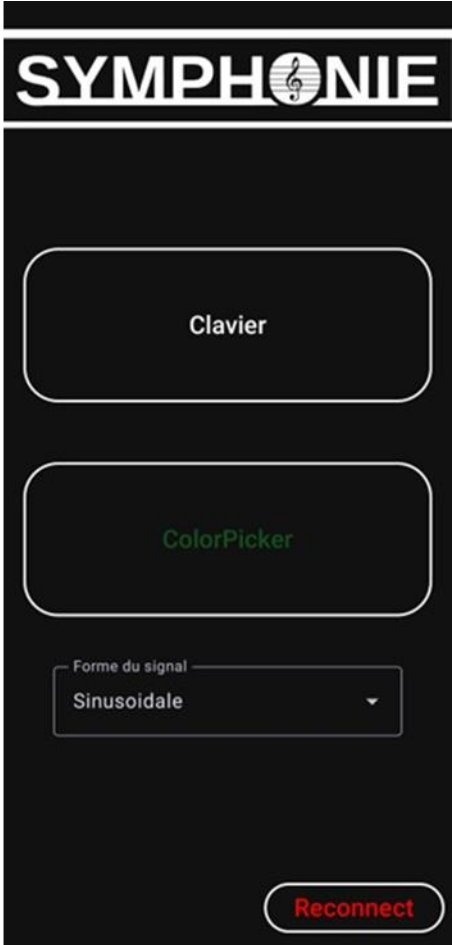 SYMPHONIE
Clavier
ColorPicker
Forme du signal
Sinusoidale
Reconnect